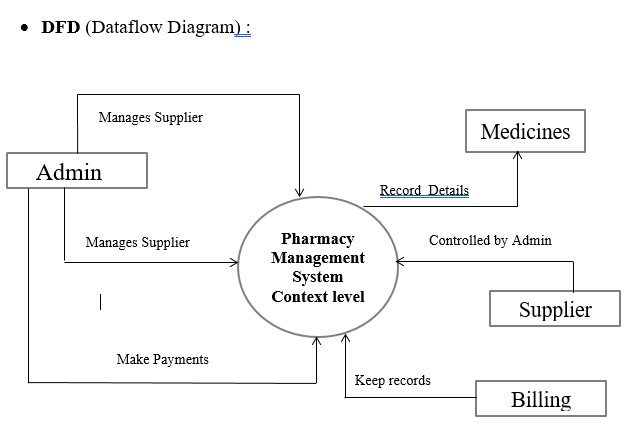 • DFD (Dataflow Diagram) :
Manages Supplier
Medicines
Admin
Record Details
Manages Supplier
Pharmacy
Management
System
Context level
Controlled by Admin
Supplier
Make Payments
Keep records
Billing